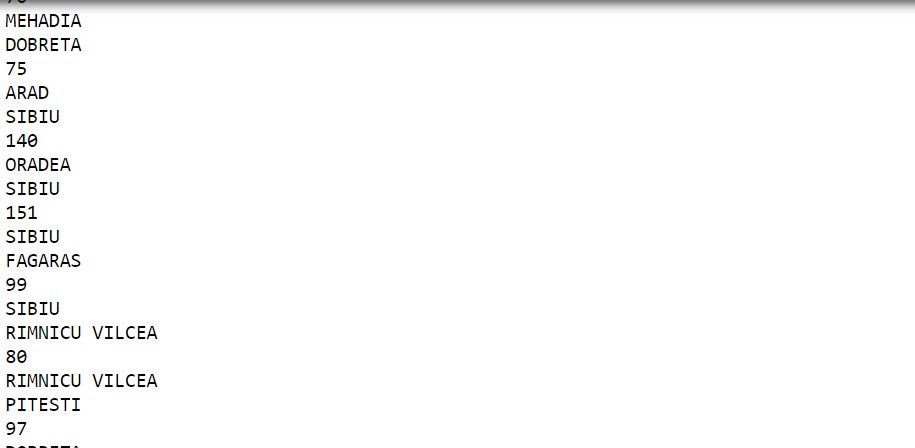 MEHADIA
DOBRETA
75
ARAD
SIBIU
140
ORADEA
SIBIU
151
SIBIU
FAGARAS
99
SIBIU
RIMNICU VILCEA
80
RIMNICU VILCEA
PITESTI
97